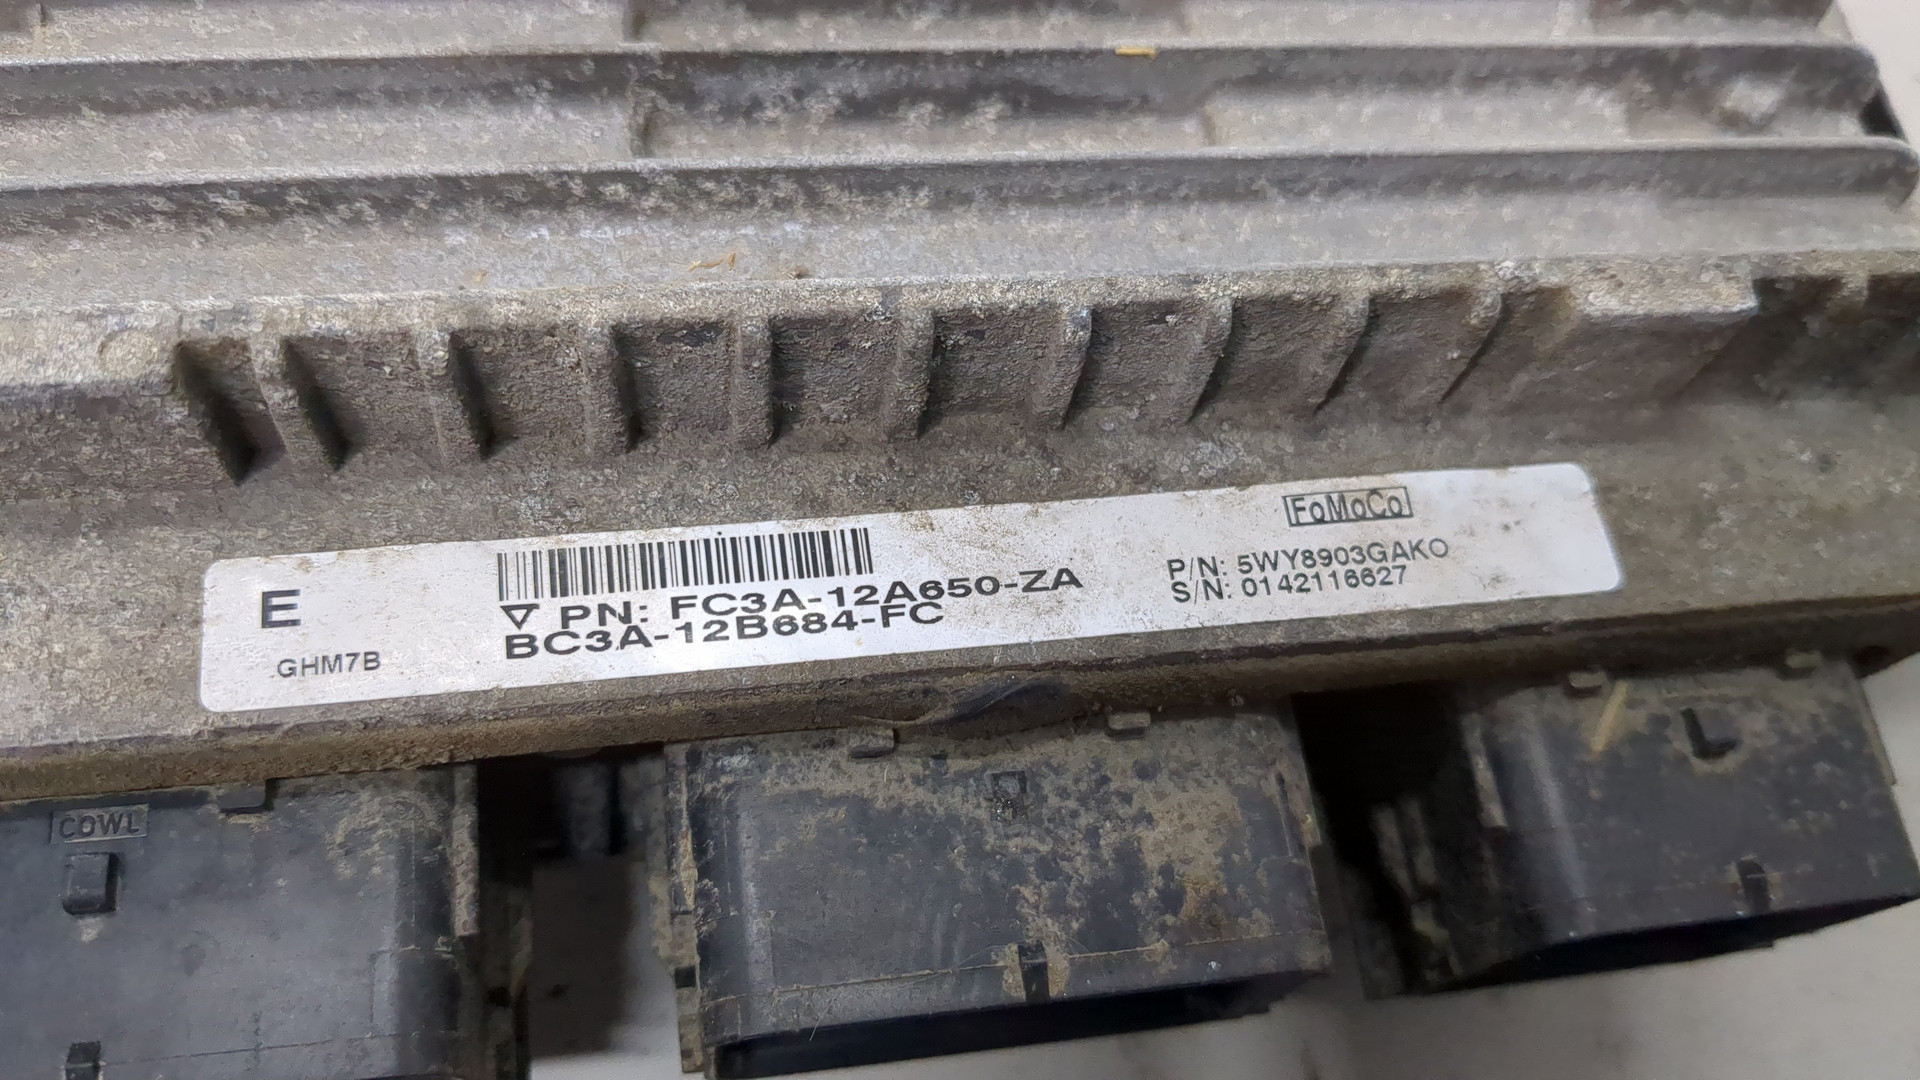 E
GHM7B
PN: FC3A-12A650-ZA
BC3A-12B684-FC
FoMoCo
P/N: 5WY8903GAKO
S/N: 0142116627
COWL
L